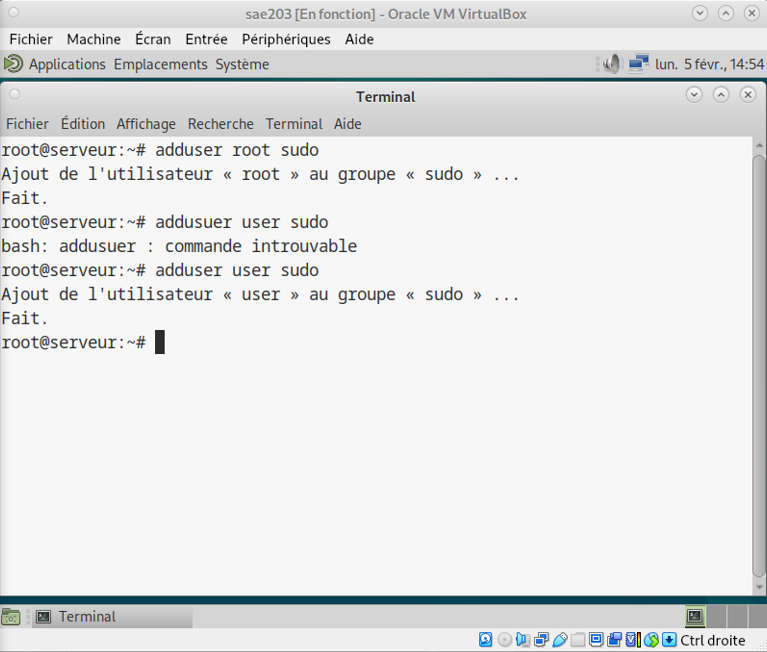 sae203 [En fonction] - Oracle VM VirtualBox
Fichier Machine Écran Entrée Périphériques Aide
Applications Emplacements Système lun. 5 févr., 14:54
Terminal
Fichier Édition Affichage Recherche Terminal Aide
root@serveur:~# adduser root sudo
Ajout de l'utilisateur « root » au groupe « sudo » ...
Fait.
root@serveur:~# addusuer user sudo
bash: addusuer : commande introuvable
root@serveur:~# adduser user sudo
Ajout de l'utilisateur « user » au groupe « sudo » ...
Fait.
root@serveur:~#
Terminal
Ctrl droite